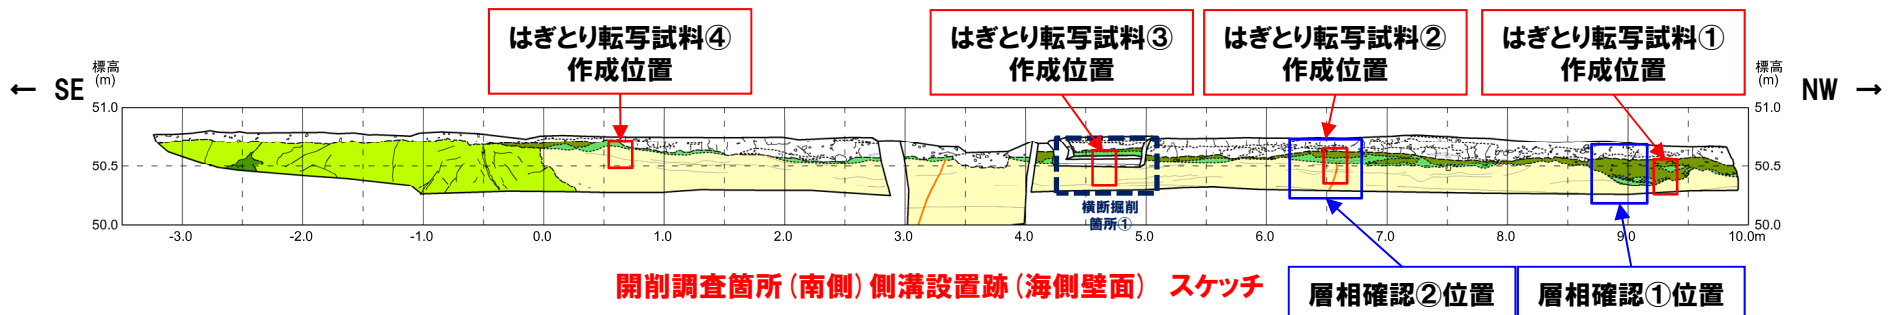 はぎとり転写試料④
作成位置
はぎとり転写試料③
作成位置
はぎとり転写試料②
作成位置
はぎとり転写試料①
作成位置
← SE
標高
(m)
標高
(m)
NW →
51.0
51.0
50.5
50.5
50.0
50.0
横断掘削
箇所①
-3.0 -2.0 -1.0 0.0 1.0 2.0 3.0 4.0 5.0 6.0 7.0 8.0 9.0 10.0m
開削調査箇所(南側)側溝設置跡(海側壁面) スケッチ
層相確認②位置
層相確認①位置